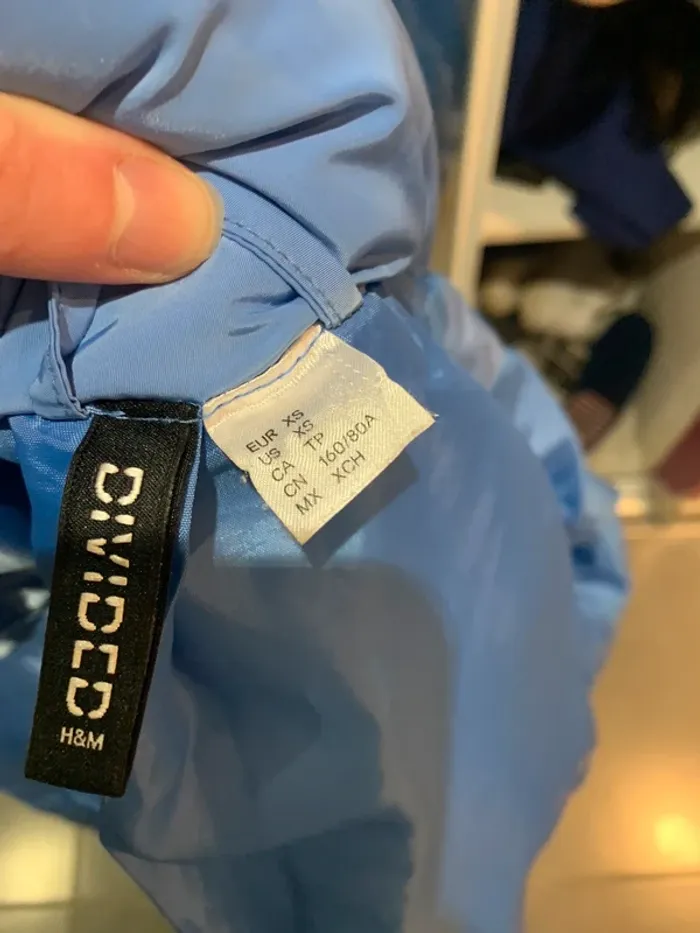 EUR XS
US XS
CA TP
CN 160/80A
MX XCH
DIVIDED
H&M